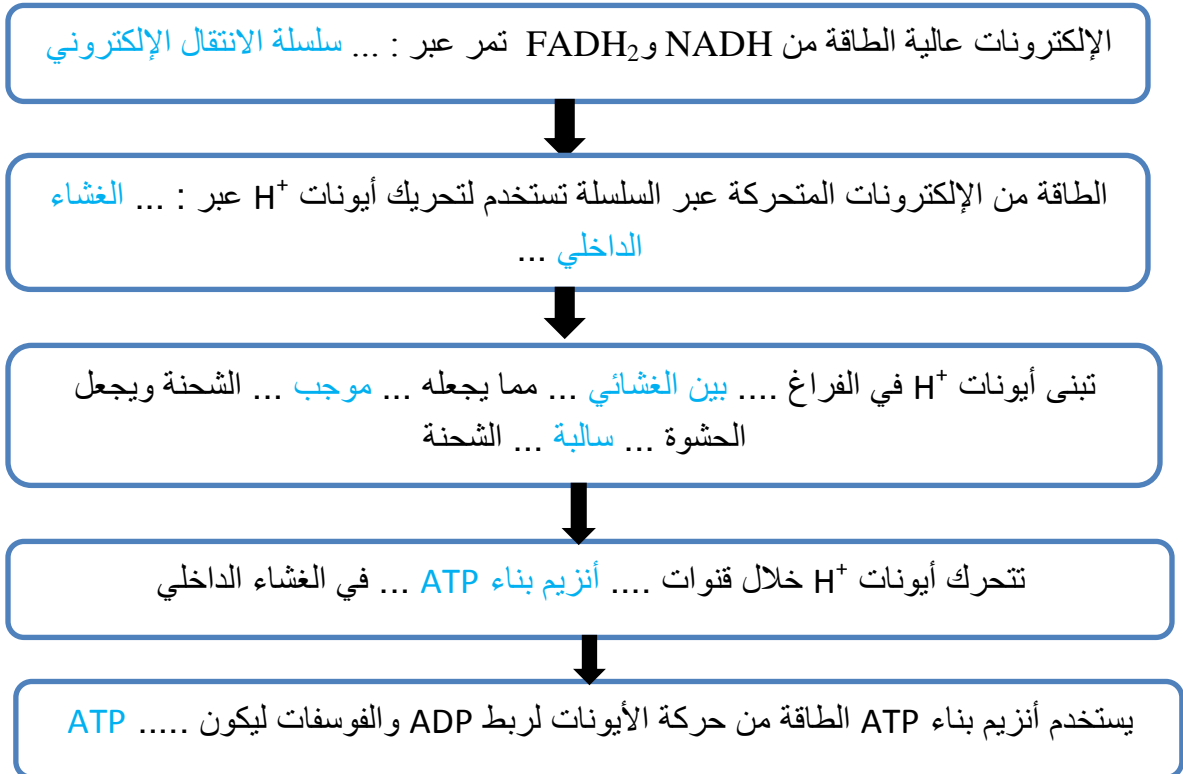 الإلكترونات عالية الطاقة من NADH و FADH₂ تمر عبر : ... سلسلة الانتقال الإلكتروني
الطاقة من الإلكترونات المتحركة عبر السلسلة تستخدم لتحريك أيونات H⁺ عبر : ... الغشاء
الداخلي ...
تبنى أيونات H⁺ في الفراغ .... بين الغشائي ... مما يجعله ... موجب ... الشحنة ويجعل
الحشوة ... سالبة ... الشحنة
تتحرك أيونات H⁺ خلال قنوات .... أنزيم بناء ATP ... في الغشاء الداخلي
يستخدم أنزيم بناء ATP الطاقة من حركة الأيونات لربط ADP والفوسفات ليكون ..... ATP